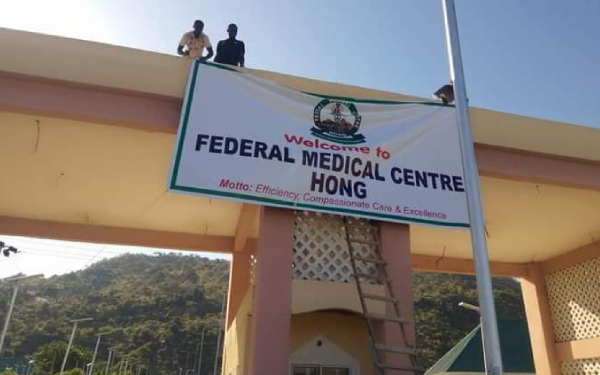 Welcome to
FEDERAL MEDICAL CENTRE
HONG
Motto: Efficiency, Compassionate Care & Excellence